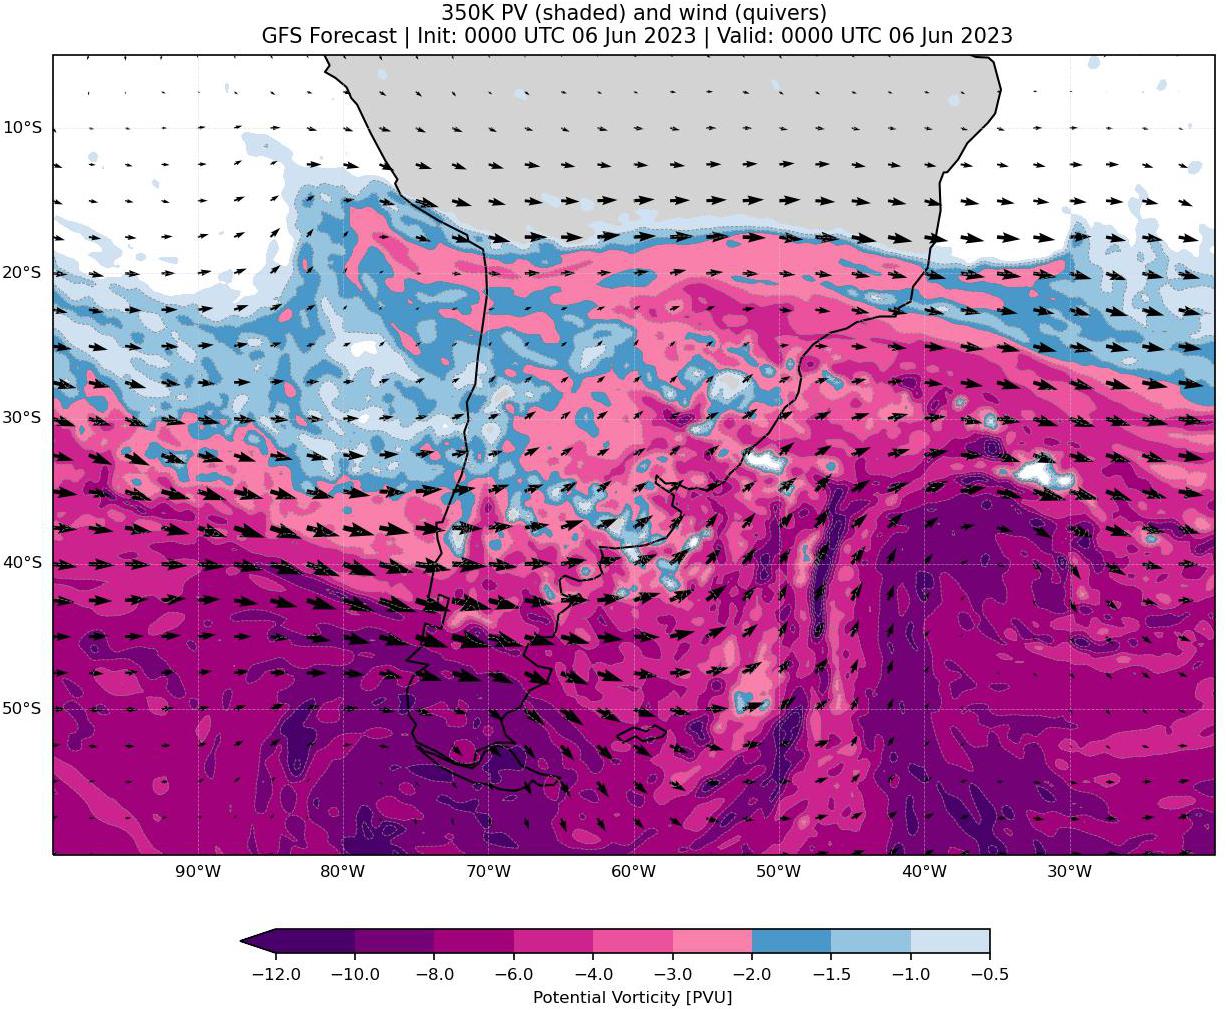 350K PV (shaded) and wind (quivers)
GFS Forecast | Init: 0000 UTC 06 Jun 2023 | Valid: 0000 UTC 06 Jun 2023
10°S
20°S
30°S
40°S
50°S
90°W 80°W 70°W 60°W 50°W 40°W 30°W
−12.0 −10.0 −8.0 −6.0 −4.0 −3.0 −2.0 −1.5 −1.0 −0.5
Potential Vorticity [PVU]